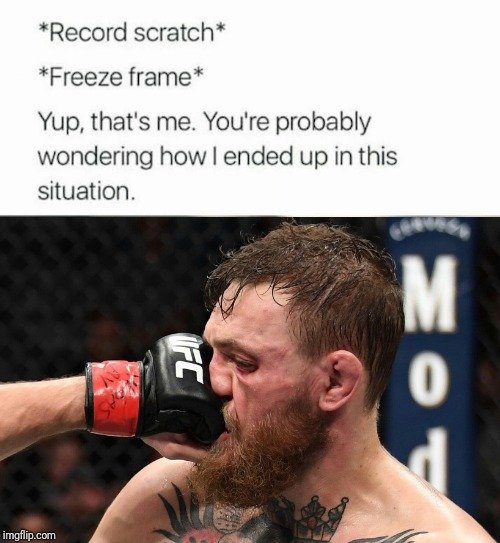 *Record scratch*
*Freeze frame*
Yup, that's me. You're probably
wondering how I ended up in this
situation.
UFC
M
o
d
imgflip.com